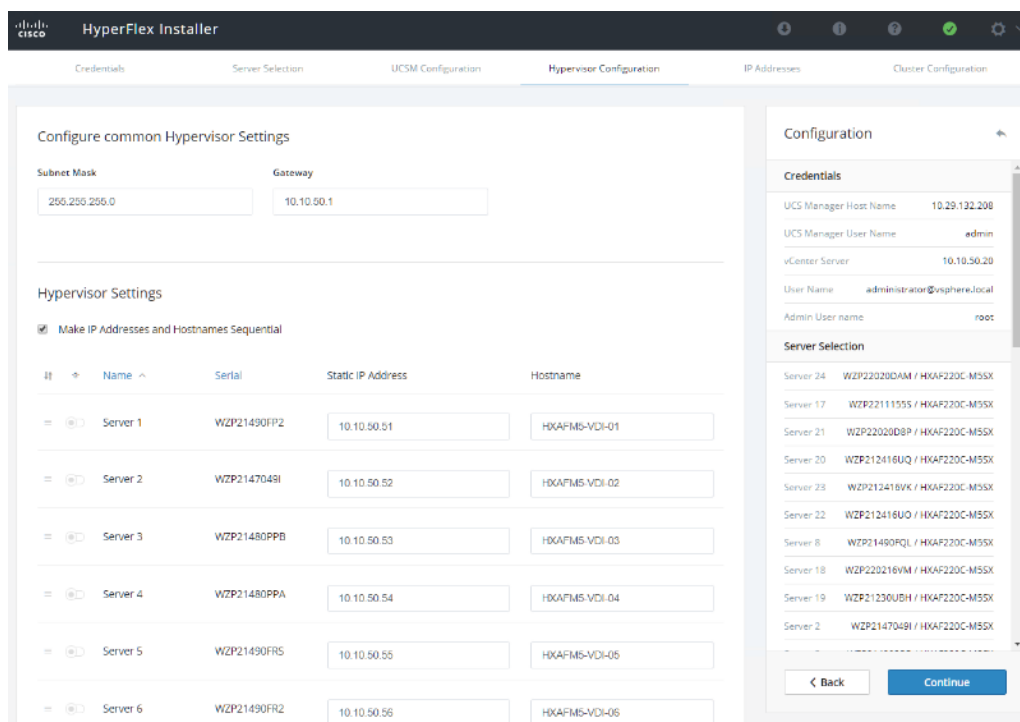 cisco HyperFlex Installer
Credentials Server Selection UCSM Configuration Hypervisor Configuration IP Addresses Cluster Configuration
Configure common Hypervisor Settings
Subnet Mask Gateway
255.255.255.0 10.10.50.1
Hypervisor Settings
Make IP Addresses and Hostnames Sequential
Name Serial Static IP Address Hostname
Server 1 WZP21490FP2 10.10.50.51 HXAFM5-VDI-01
Server 2 WZP2147049I 10.10.50.52 HXAFM5-VDI-02
Server 3 WZP21480PPB 10.10.50.53 HXAFM5-VDI-03
Server 4 WZP21480PPA 10.10.50.54 HXAFM5-VDI-04
Server 5 WZP21490FRS 10.10.50.55 HXAFM5-VDI-05
Server 6 WZP21490FR2 10.10.50.56 HXAFM5-VDI-06
Configuration
Credentials
UCS Manager Host Name 10.29.132.208
UCS Manager User Name admin
vCenter Server 10.10.50.20
User Name administrator@vsphere.local
Admin User name root
Server Selection
Server 24 WZP22020DAM / HXAF220C-M5SX
Server 17 WZP2211155S / HXAF220C-M5SX
Server 21 WZP22020D8P / HXAF220C-M5SX
Server 20 WZP212416UQ / HXAF220C-M5SX
Server 23 WZP212416VK / HXAF220C-M5SX
Server 22 WZP212416UO / HXAF220C-M5SX
Server 8 WZP21490FQL / HXAF220C-M5SX
Server 18 WZP220216VM / HXAF220C-M5SX
Server 19 WZP21230UBH / HXAF220C-M5SX
Server 2 WZP2147049I / HXAF220C-M5SX
Back Continue